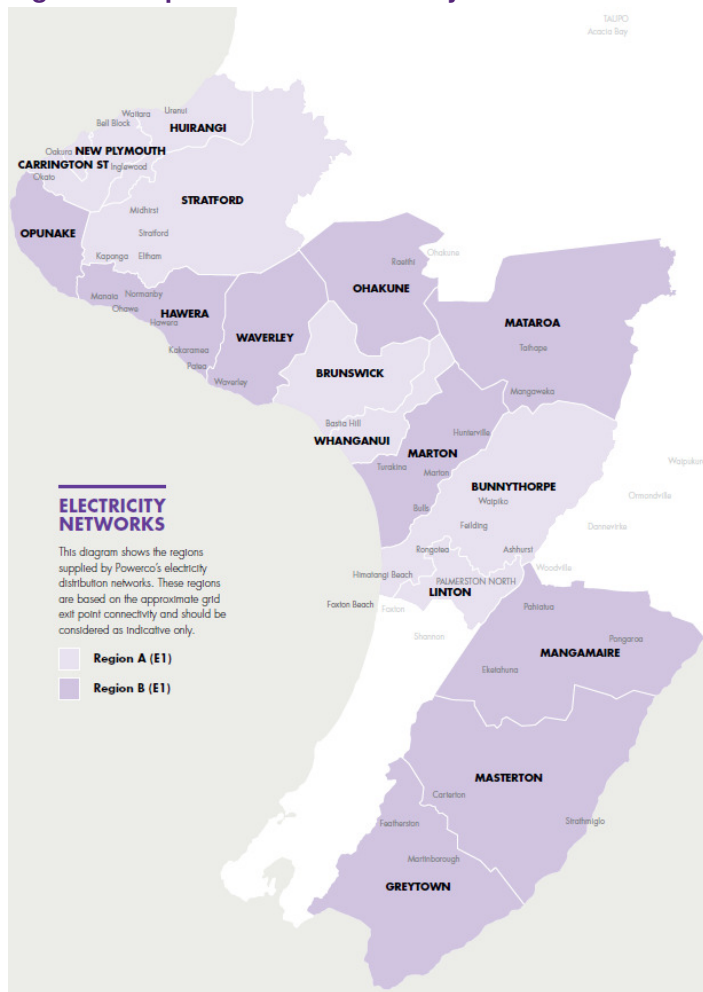 TAUPO
Acacia Bay
Waitara
Urenui
Bell Block
HUIRANGI
Oakura
NEW PLYMOUTH
CARRINGTON ST
Inglewood
Okato
Midhirst
STRATFORD
OPUNAKE
Stratford
Kaponga
Eltham
Ohakune
Raetihi
OHAKUNE
Manaia
Normanby
Ohawe
HAWERA
Hawera
MATAROA
WAVERLEY
Kakaramea
Taihape
Patea
BRUNSWICK
Waverley
Mangaweka
Bastia Hill
WHANGANUI
Hunterville
MARTON
Turakina
Marton
BUNNYTHORPE
Waipukur
Waipiko
Ormondville
Bulls
Feilding
Dannevirke
Rongotea
Ashhurst
Woodville
Himatangi Beach
PALMERSTON NORTH
LINTON
Foxton Beach
Foxton
Pahiatua
Shannon
Pongaroa
MANGAMAIRE
Eketahuna
MASTERTON
Carterton
Featherston
Strathmiglo
Martinborough
GREYTOWN
ELECTRICITY
NETWORKS
This diagram shows the regions
supplied by Powerco's electricity
distribution networks. These regions
are based on the approximate grid
exit point connectivity and should be
considered as indicative only.
Region A (E1)
Region B (E1)